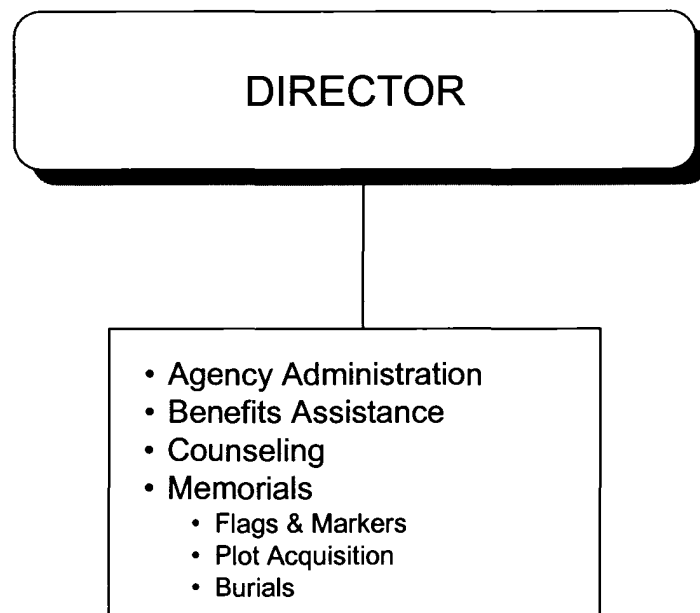 DIRECTOR
• Agency Administration
• Benefits Assistance
• Counseling
• Memorials
• Flags & Markers
• Plot Acquisition
• Burials